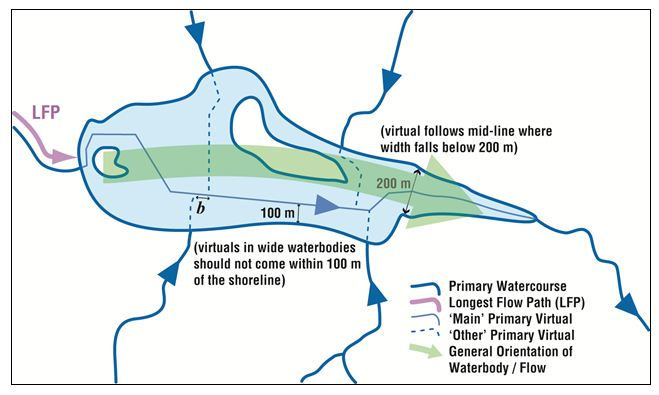 LFP
(virtual follows mid-line where
width falls below 200 m)
200 m
b
100 m
(virtuals in wide waterbodies
should not come within 100 m
of the shoreline)
Primary Watercourse
Longest Flow Path (LFP)
‘Main’ Primary Virtual
‘Other’ Primary Virtual
General Orientation of
Waterbody / Flow